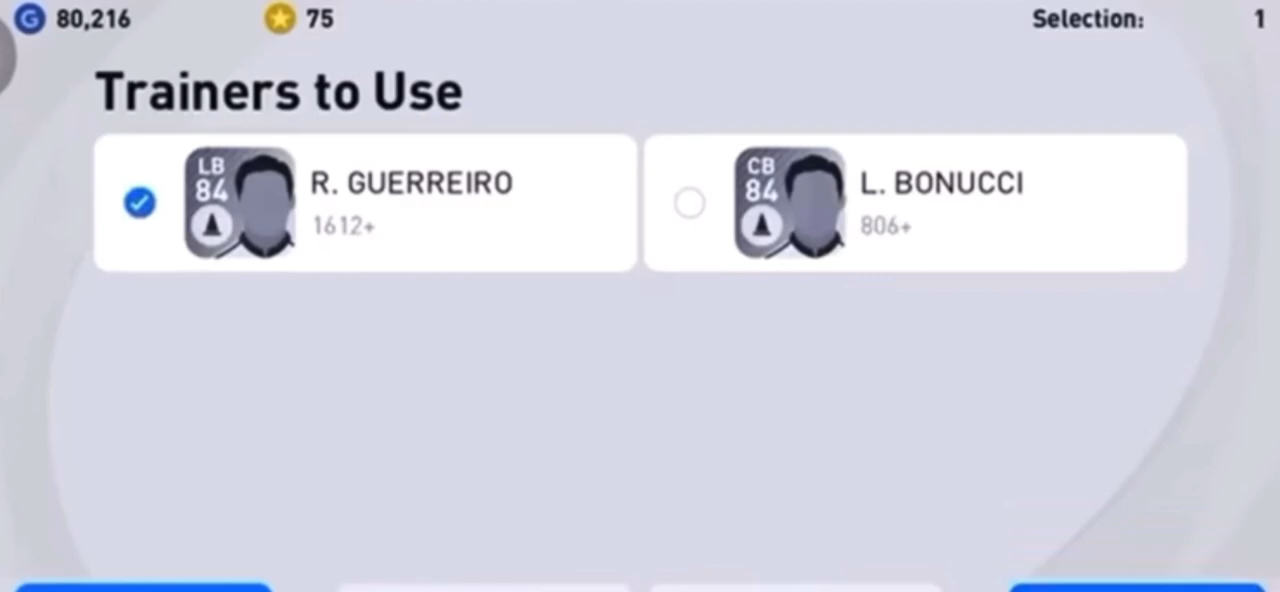 G 80,216 75 Selection: 1
Trainers to Use
LB
84
R. GUERREIRO
1612+
CB
84
L. BONUCCI
806+